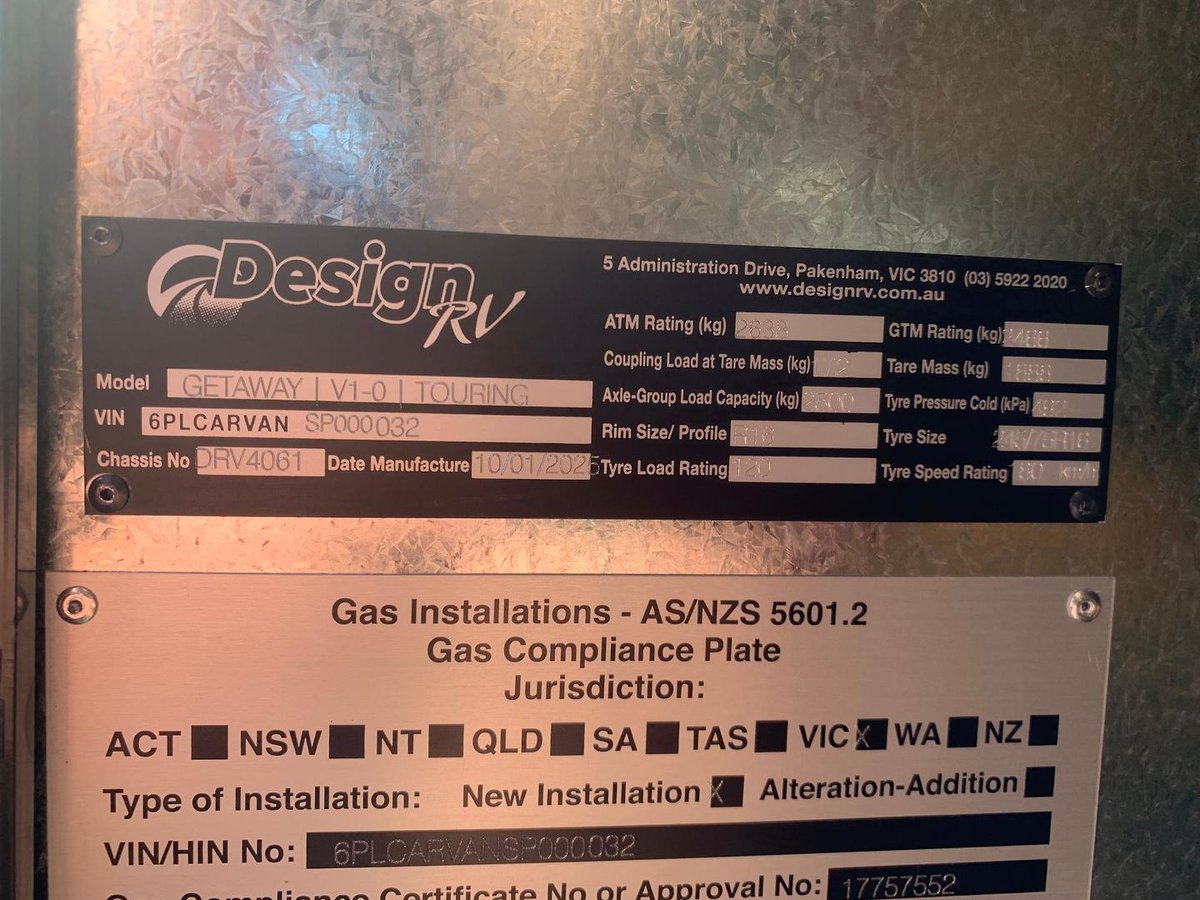 Design RV
5 Administration Drive, Pakenham, VIC 3810 (03) 5922 2020
www.designrv.com.au
Model GETAWAY | V1-0 | TOURING
VIN 6PLCARVAN SP000032
Chassis No DRV4061 Date Manufacture 10/01/2025
ATM Rating (kg) GTM Rating (kg)
Coupling Load at Tare Mass (kg) Tare Mass (kg)
Axle-Group Load Capacity (kg) Tyre Pressure Cold (kPa)
Rim Size/ Profile R16 Tyre Size
Tyre Load Rating 120 Tyre Speed Rating 180 km/h
Gas Installations - AS/NZS 5601.2
Gas Compliance Plate
Jurisdiction:
ACT NSW NT QLD SA TAS VIC X WA NZ
Type of Installation: New Installation X Alteration-Addition
VIN/HIN No: 6PLCARVANSP000032
Gas Compliance Certificate No or Approval No: 17757552